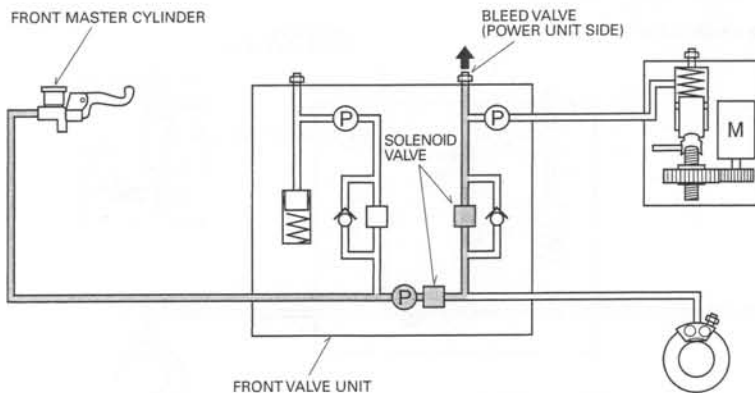 FRONT MASTER CYLINDER
BLEED VALVE
(POWER UNIT SIDE)
P
P
M
SOLENOID
VALVE
P
FRONT VALVE UNIT